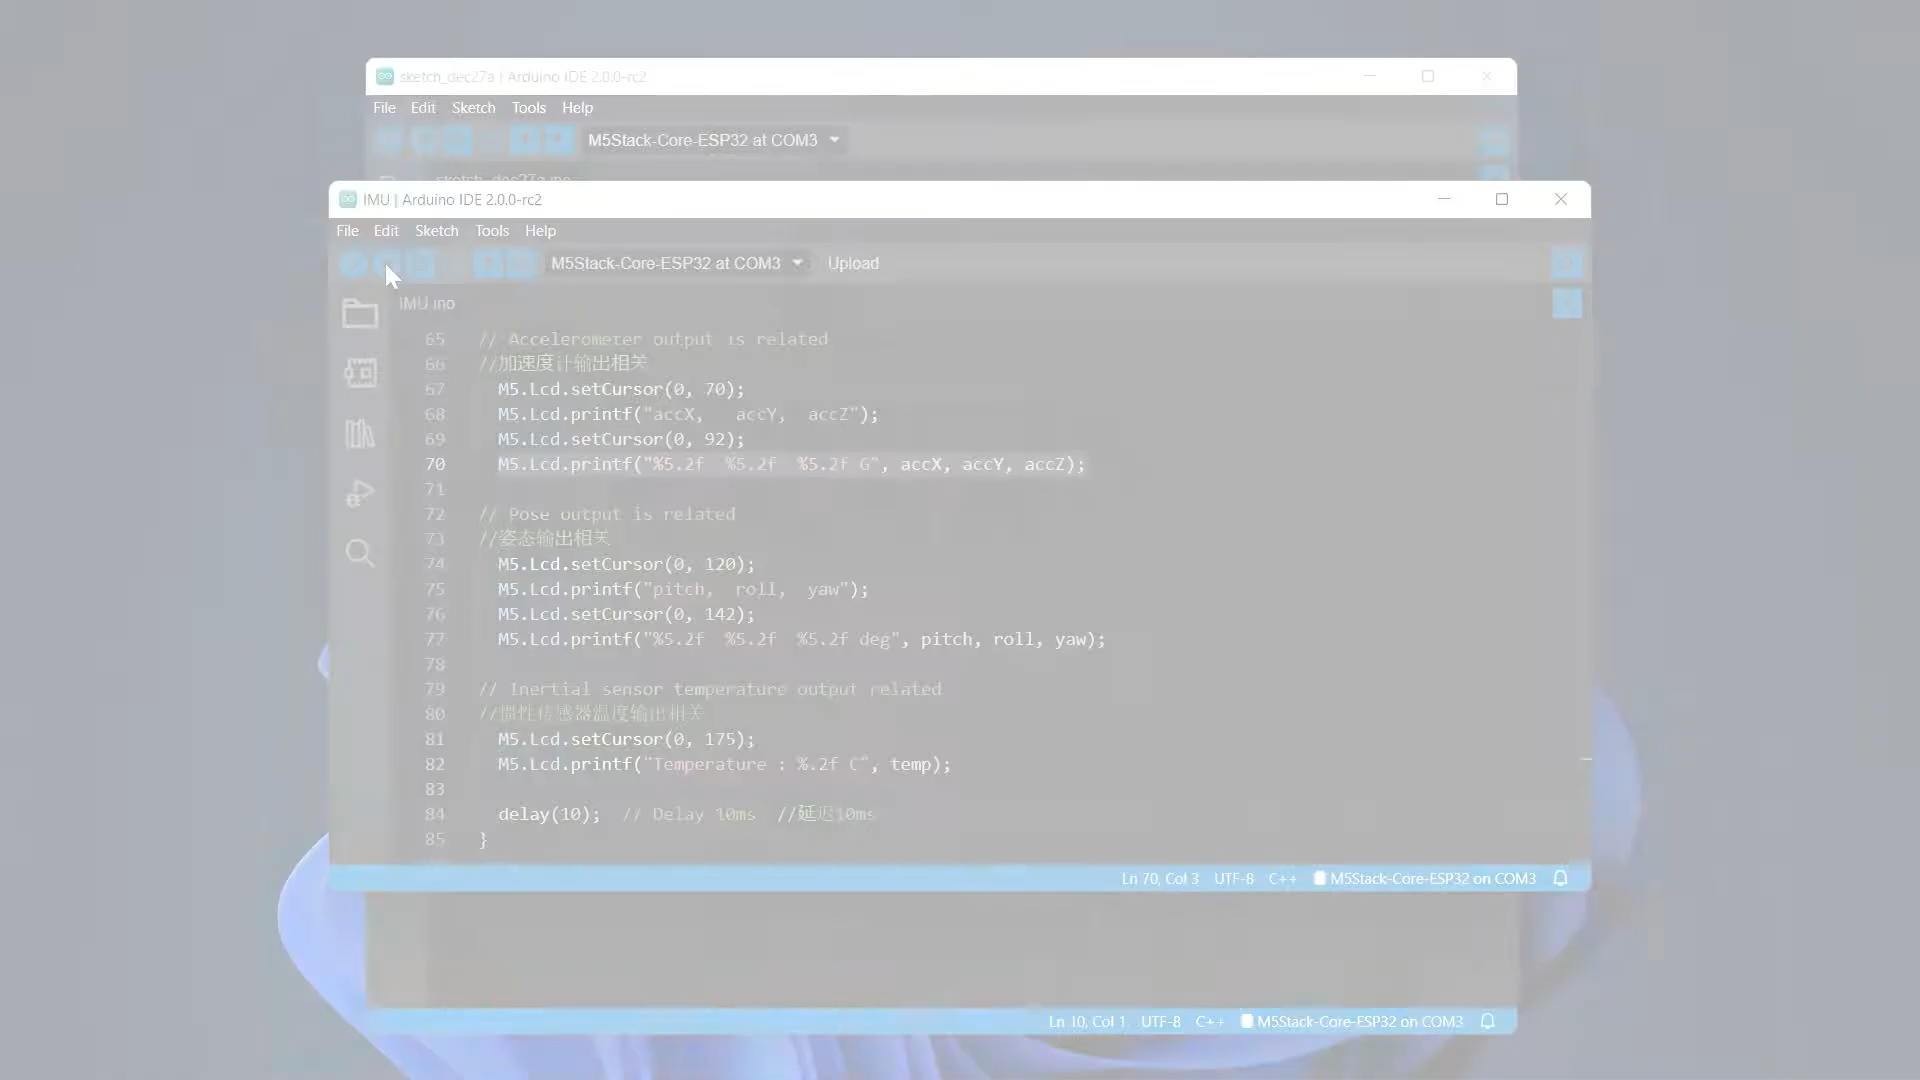 sketch_dec27a | Arduino IDE 2.0.0-rc2
File Edit Sketch Tools Help
M5Stack-Core-ESP32 at COM3
sketch_dec27a.ino
IMU | Arduino IDE 2.0.0-rc2
File Edit Sketch Tools Help
M5Stack-Core-ESP32 at COM3 Upload
IMU.ino
65 // Accelerometer output is related
66 //加速度计输出相关
67 M5.Lcd.setCursor(0, 70);
68 M5.Lcd.printf("accX,   accY,  accZ");
69 M5.Lcd.setCursor(0, 92);
70 M5.Lcd.printf("%5.2f  %5.2f  %5.2f G", accX, accY, accZ);
71
72 // Pose output is related
73 //姿态输出相关
74 M5.Lcd.setCursor(0, 120);
75 M5.Lcd.printf("pitch,  roll,  yaw");
76 M5.Lcd.setCursor(0, 142);
77 M5.Lcd.printf("%5.2f  %5.2f  %5.2f deg", pitch, roll, yaw);
78
79 // Inertial sensor temperature output related
80 //惯性传感器温度输出相关
81 M5.Lcd.setCursor(0, 175);
82 M5.Lcd.printf("Temperature : %.2f C", temp);
83
84 delay(10);  // Delay 10ms  //延迟10ms
85 }
Ln 70, Col 3 UTF-8 C++ M5Stack-Core-ESP32 on COM3
Ln 10, Col 1 UTF-8 C++ M5Stack-Core-ESP32 on COM3